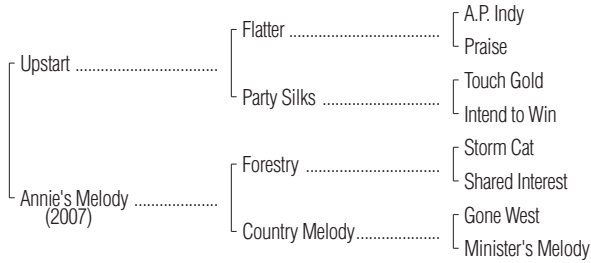 A.P. Indy
Flatter
Praise
Upstart
Touch Gold
Party Silks
Intend to Win
Storm Cat
Forestry
Shared Interest
Annie's Melody
(2007)
Gone West
Country Melody
Minister's Melody